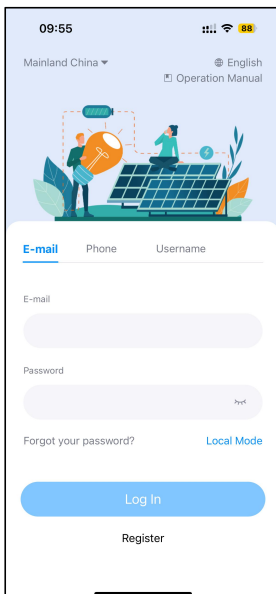 09:55
88
Mainland China
English
Operation Manual
E-mail
Phone
Username
E-mail
Password
Forgot your password?
Local Mode
Log In
Register